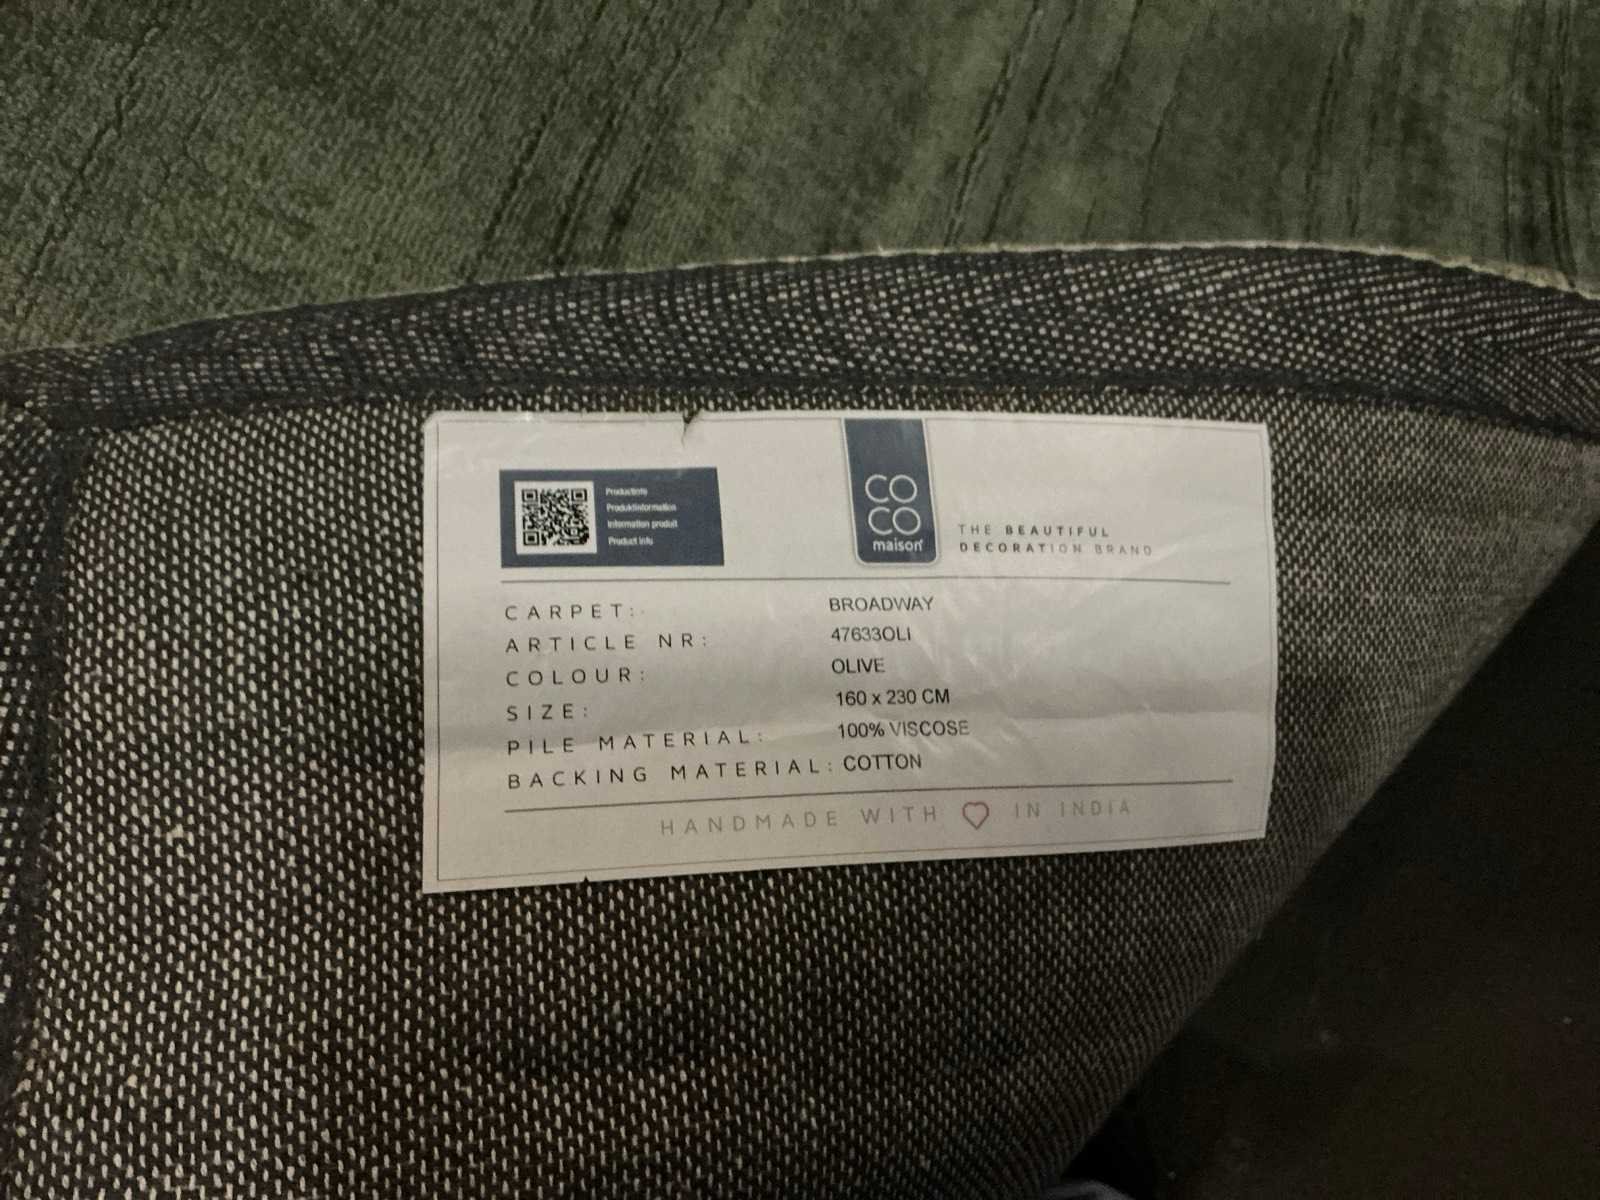 Productinfo
Produktinformation
Information produit
Product info
CO
CO
maison
THE BEAUTIFUL
DECORATION BRAND
CARPET: BROADWAY
ARTICLE NR: 47633OLI
COLOUR: OLIVE
SIZE: 160 x 230 CM
PILE MATERIAL: 100% VISCOSE
BACKING MATERIAL: COTTON
HANDMADE WITH ♡ IN INDIA